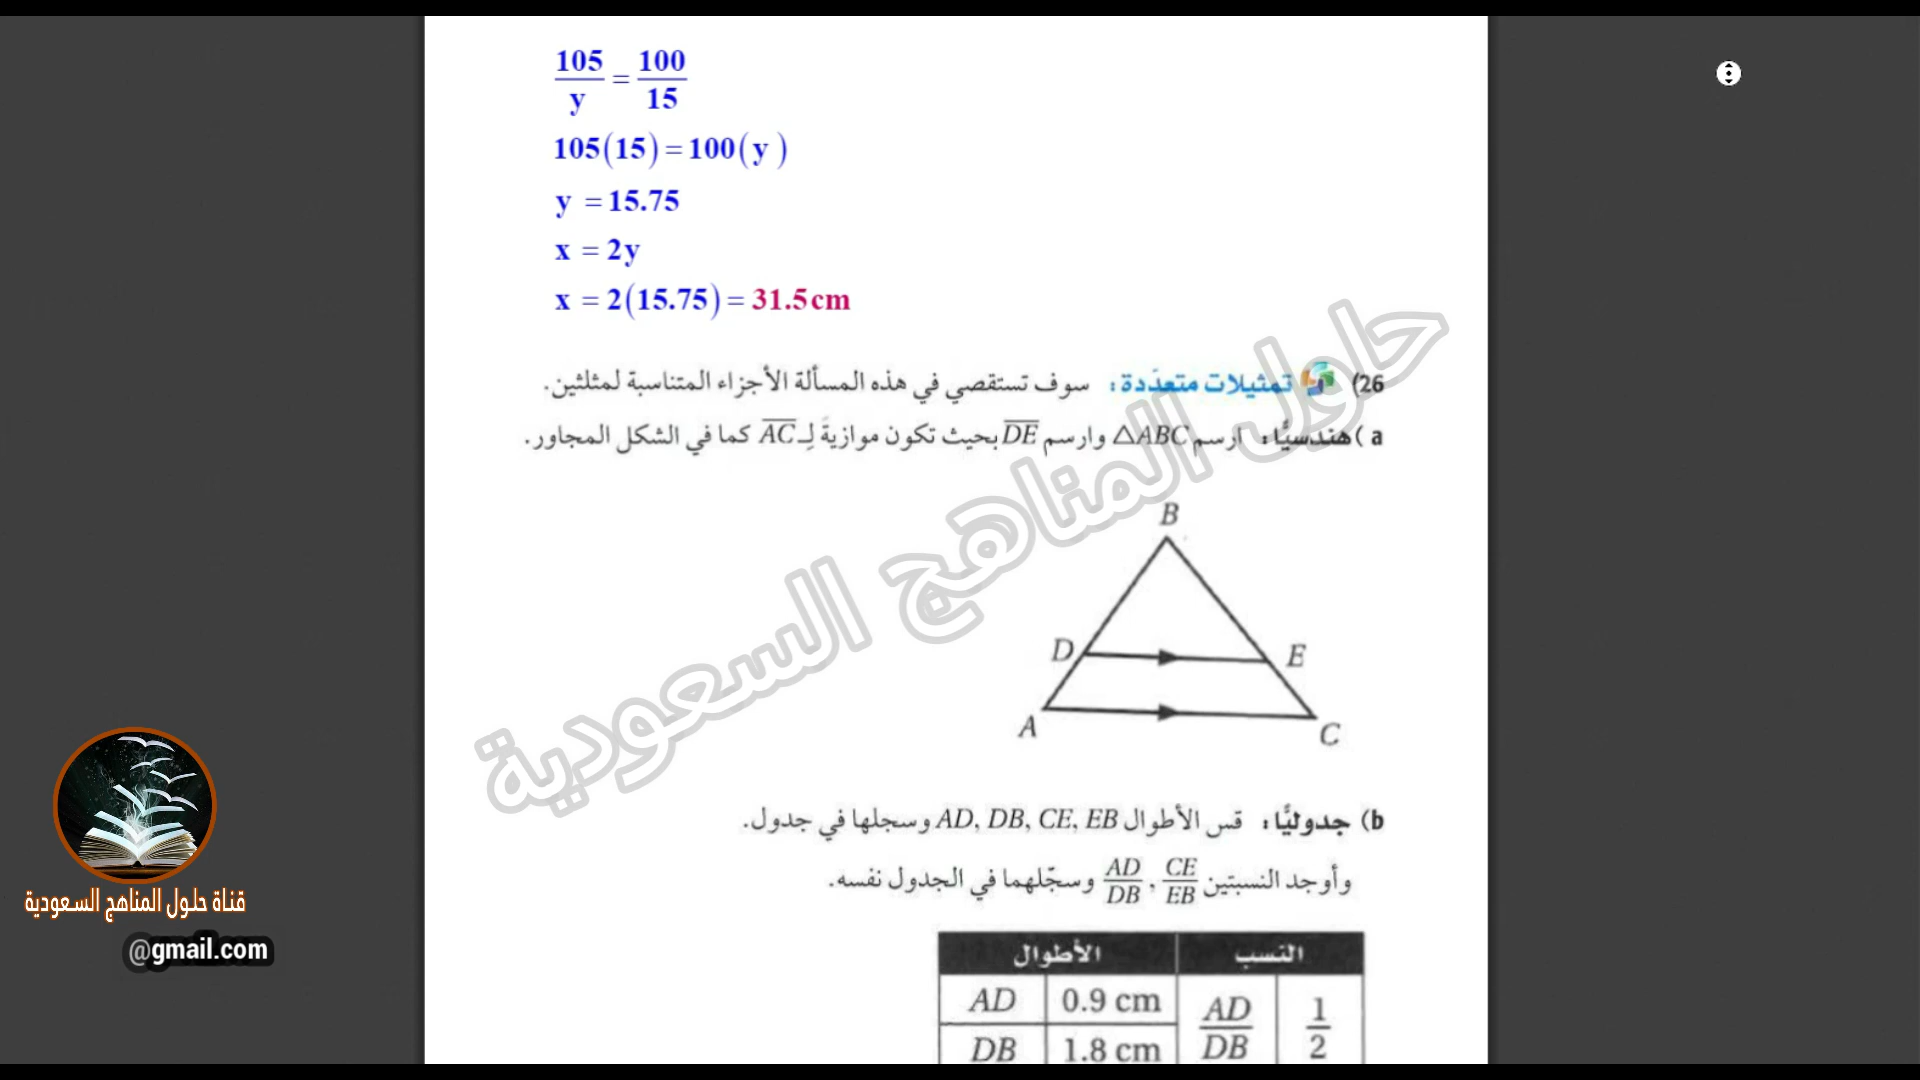 105/y = 100/15
105(15) = 100(y)
y = 15.75
x = 2y
x = 2(15.75) = 31.5cm
26) تمثيلات متعدّدة: سوف تستقصي في هذه المسألة الأجزاء المتناسبة لمثلثين.
a) هندسيًّا: ارسم △ABC وارسم DE بحيث تكون موازيةً لِـ AC كما في الشكل المجاور.
B
D
E
A
C
b) جدوليًّا: قس الأطوال AD, DB, CE, EB وسجلها في جدول.
وأوجد النسبتين CE/EB , AD/DB وسجّلهما في الجدول نفسه.
الأطوال النسب
AD 0.9 cm AD/DB 1/2
DB 1.8 cm
حلول المناهج السعودية
قناة حلول المناهج السعودية
@gmail.com